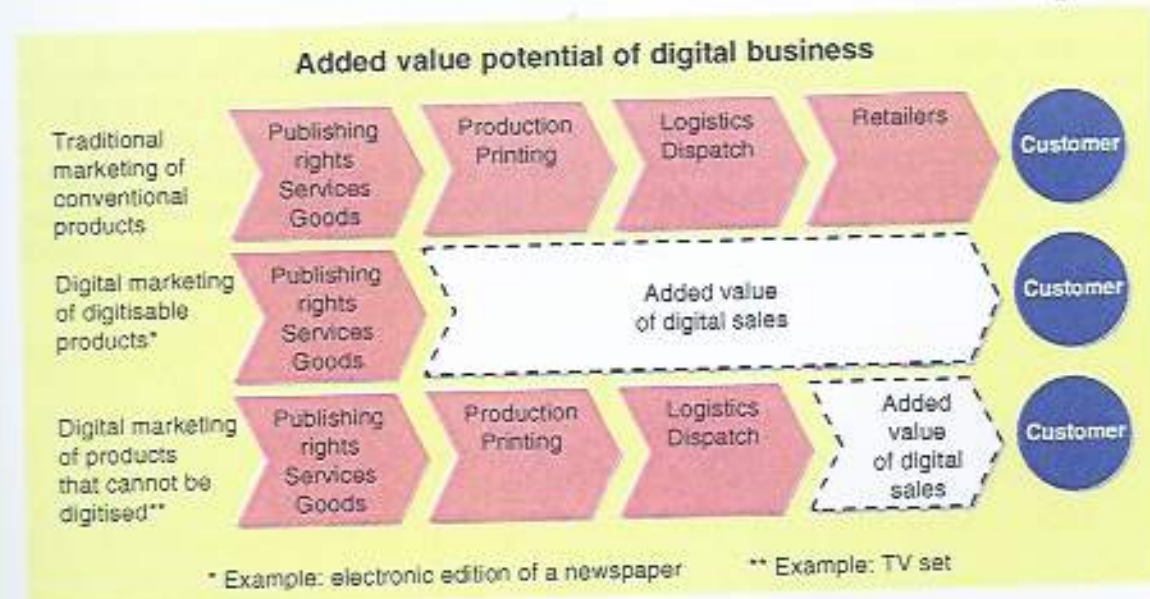 Added value potential of digital business
Traditional
marketing of
conventional
products
Publishing
rights
Services
Goods
Production
Printing
Logistics
Dispatch
Retailers
Customer
Digital marketing
of digitisable
products*
Publishing
rights
Services
Goods
Added value
of digital sales
Customer
Digital marketing
of products
that cannot be
digitised**
Publishing
rights
Services
Goods
Production
Printing
Logistics
Dispatch
Added
value
of digital
sales
Customer
* Example: electronic edition of a newspaper
** Example: TV set